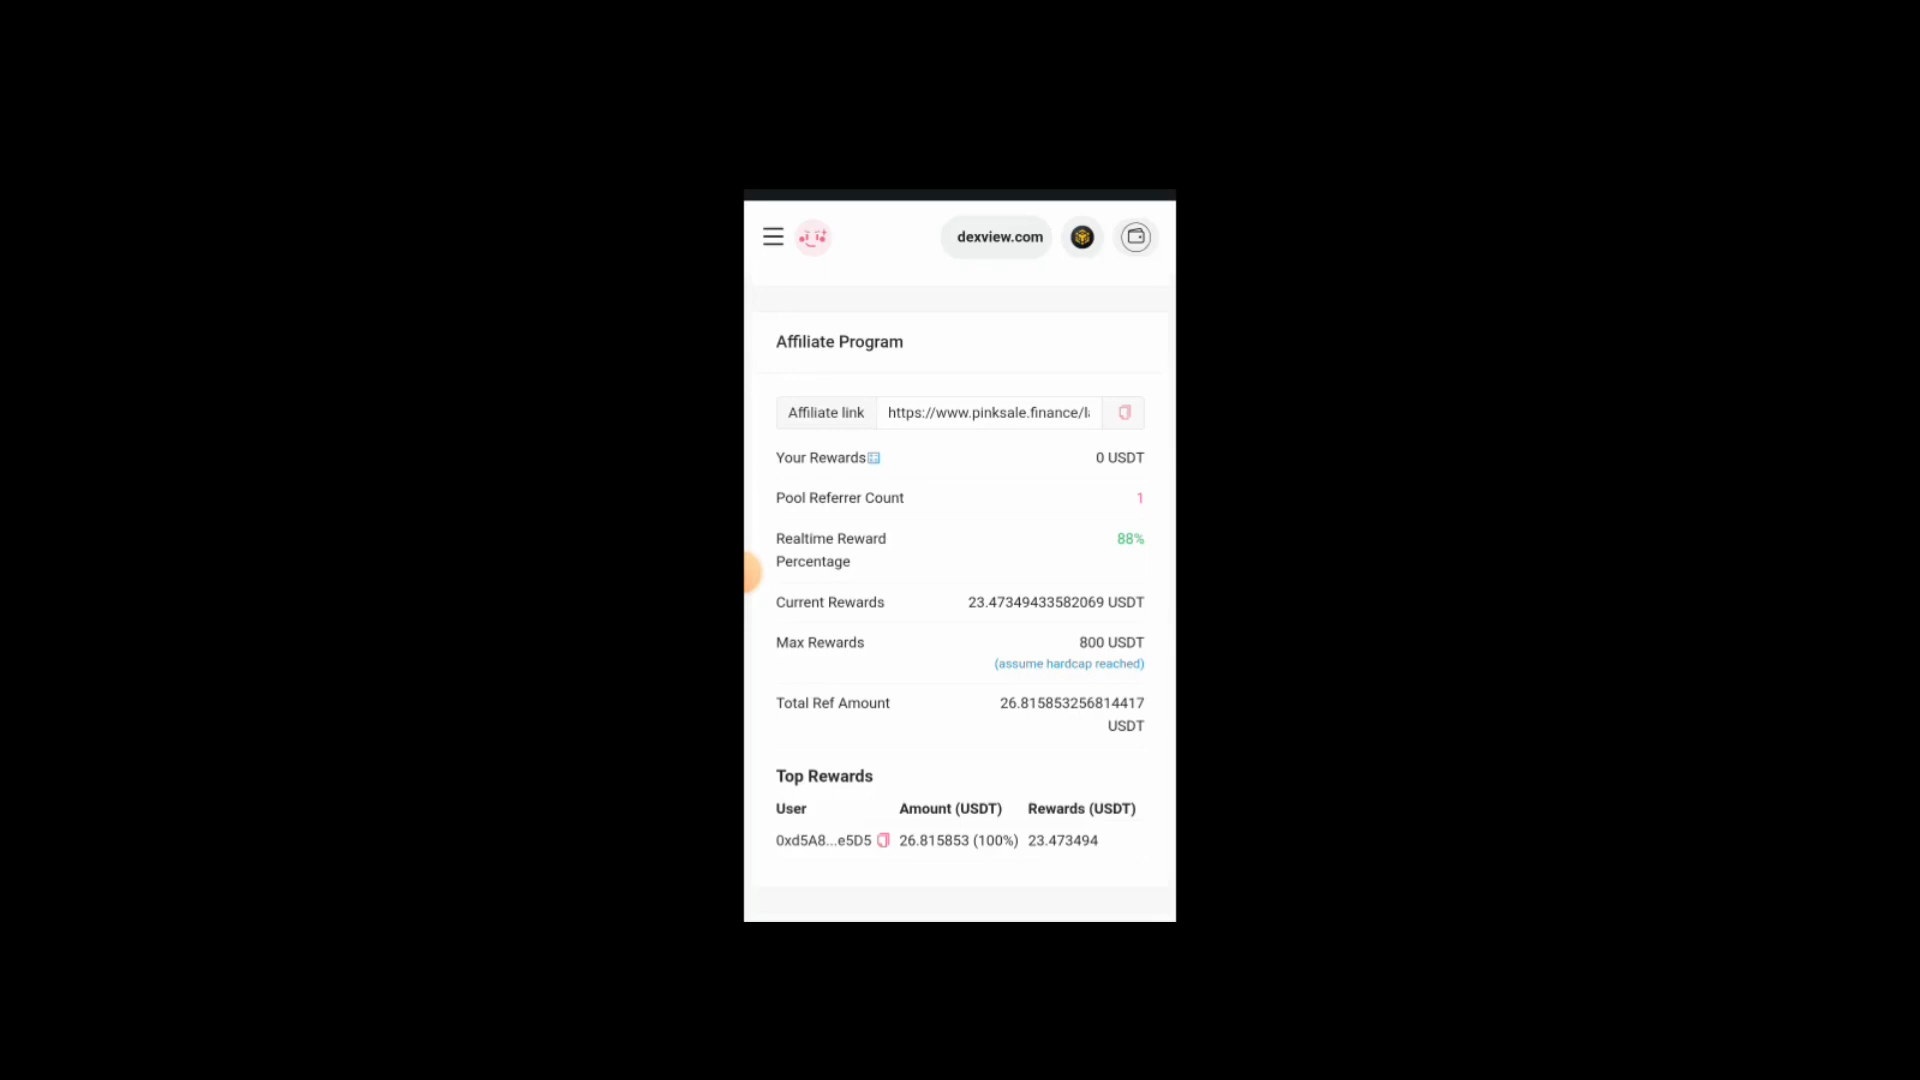 dexview.com
Affiliate Program
Affiliate link https://www.pinksale.finance/l
Your Rewards 0 USDT
Pool Referrer Count 1
Realtime Reward 88%
Percentage
Current Rewards 23.47349433582069 USDT
Max Rewards 800 USDT
(assume hardcap reached)
Total Ref Amount 26.815853256814417
USDT
Top Rewards
User Amount (USDT) Rewards (USDT)
0xd5A8...e5D5 26.815853 (100%) 23.473494